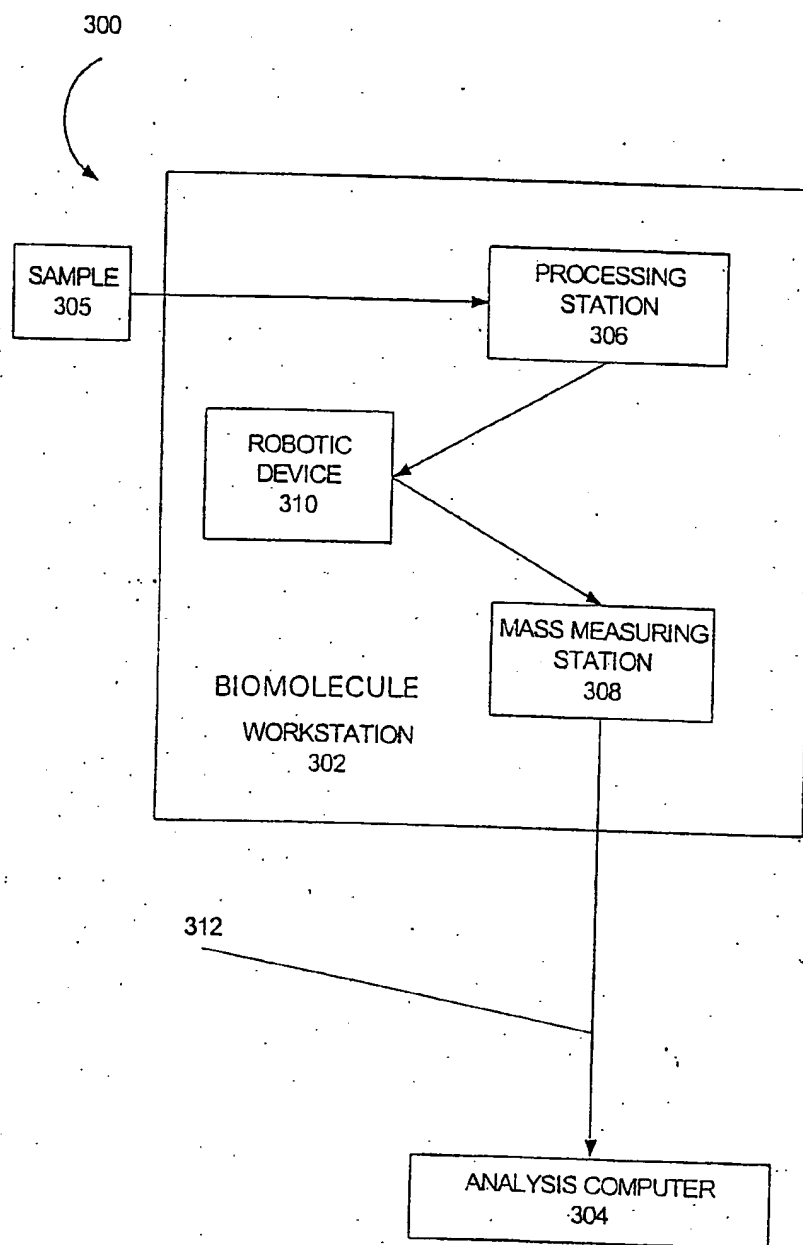 300
SAMPLE
305
PROCESSING
STATION
306
ROBOTIC
DEVICE
310
MASS MEASURING
STATION
308
BIOMOLECULE
WORKSTATION
302
312
ANALYSIS COMPUTER
304